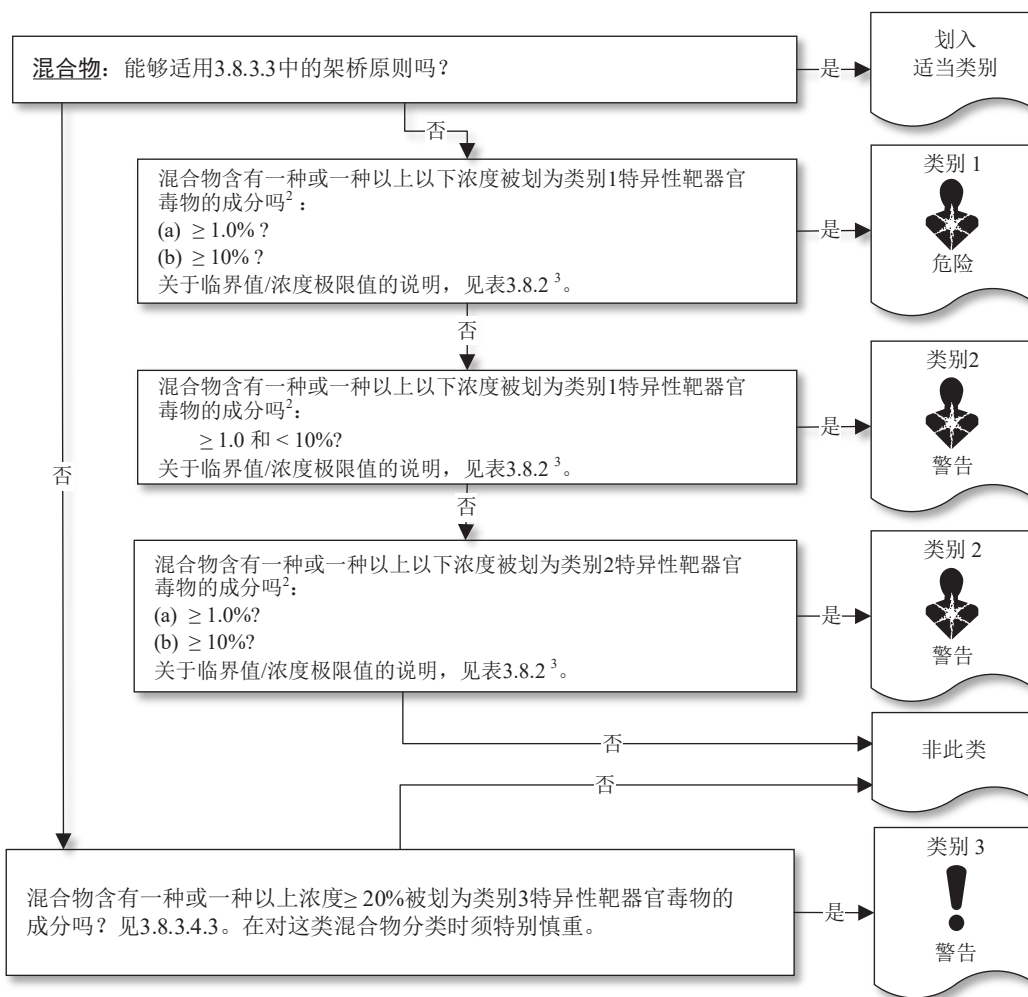 混合物：能够适用3.8.3.3中的架桥原则吗？
是
划入
适当类别
否
混合物含有一种或一种以上以下浓度被划为类别1特异性靶器官
毒物的成分吗2：
(a) ≥ 1.0% ?
(b) ≥ 10% ?
关于临界值/浓度极限值的说明，见表3.8.2 3。
是
类别 1
危险
否
混合物含有一种或一种以上以下浓度被划为类别1特异性靶器官
毒物的成分吗2:
≥ 1.0 和 < 10%?
关于临界值/浓度极限值的说明，见表3.8.2 3。
是
类别2
警告
否
否
混合物含有一种或一种以上以下浓度被划为类别2特异性靶器官
毒物的成分吗2:
(a) ≥ 1.0%?
(b) ≥ 10%?
关于临界值/浓度极限值的说明，见表3.8.2 3。
是
类别 2
警告
否
非此类
否
混合物含有一种或一种以上浓度≥ 20%被划为类别3特异性靶器官毒物的
成分吗？见3.8.3.4.3。在对这类混合物分类时须特别慎重。
是
类别 3
警告